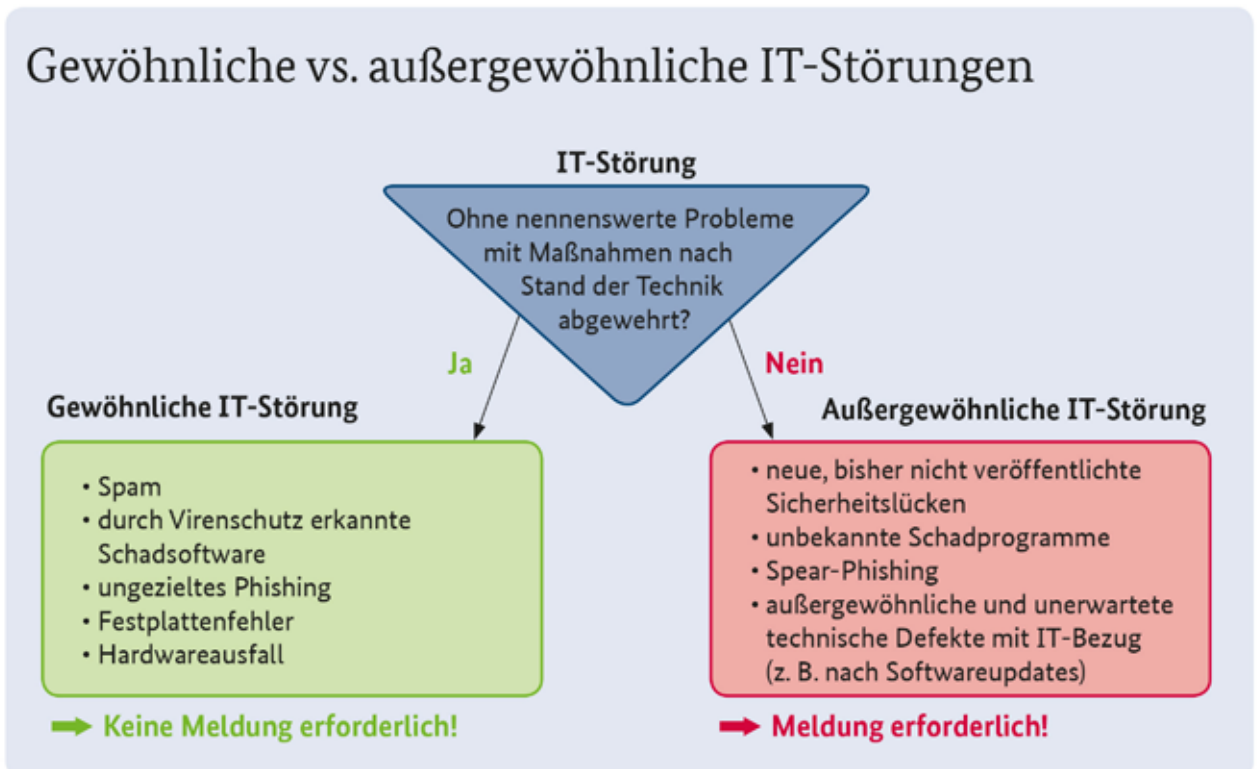 Gewöhnliche vs. außergewöhnliche IT-Störungen
IT-Störung
Ohne nennenswerte Probleme
mit Maßnahmen nach
Stand der Technik
abgewehrt?
Ja
Nein
Gewöhnliche IT-Störung
• Spam
• durch Virenschutz erkannte
Schadsoftware
• ungezieltes Phishing
• Festplattenfehler
• Hardwareausfall
Keine Meldung erforderlich!
Außergewöhnliche IT-Störung
• neue, bisher nicht veröffentlichte
Sicherheitslücken
• unbekannte Schadprogramme
• Spear-Phishing
• außergewöhnliche und unerwartete
technische Defekte mit IT-Bezug
(z. B. nach Softwareupdates)
Meldung erforderlich!